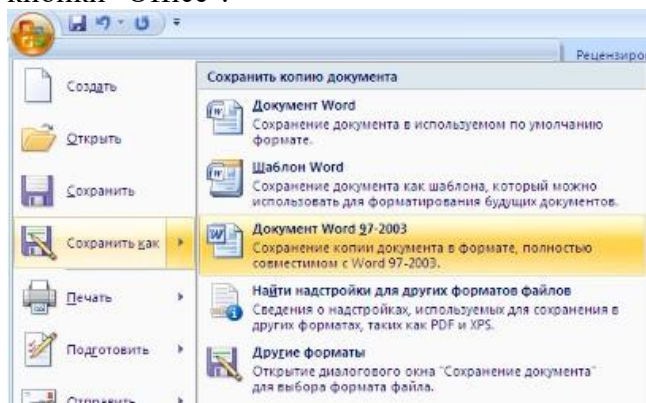 Рецензиро
Создать
Открыть
Сохранить
Сохранить как
Печать
Подготовить
Сохранить копию документа
Документ Word
Сохранение документа в используемом по умолчанию
формате.
Шаблон Word
Сохранение документа как шаблона, который можно
использовать для форматирования будущих документов.
Документ Word 97-2003
Сохранение копии документа в формате, полностью
совместимом с Word 97-2003.
Найти надстройки для других форматов файлов
Сведения о надстройках, используемых для сохранения в
других форматах, таких как PDF и XPS.
Другие форматы
Открытие диалогового окна "Сохранение документа"
для выбора формата файла.